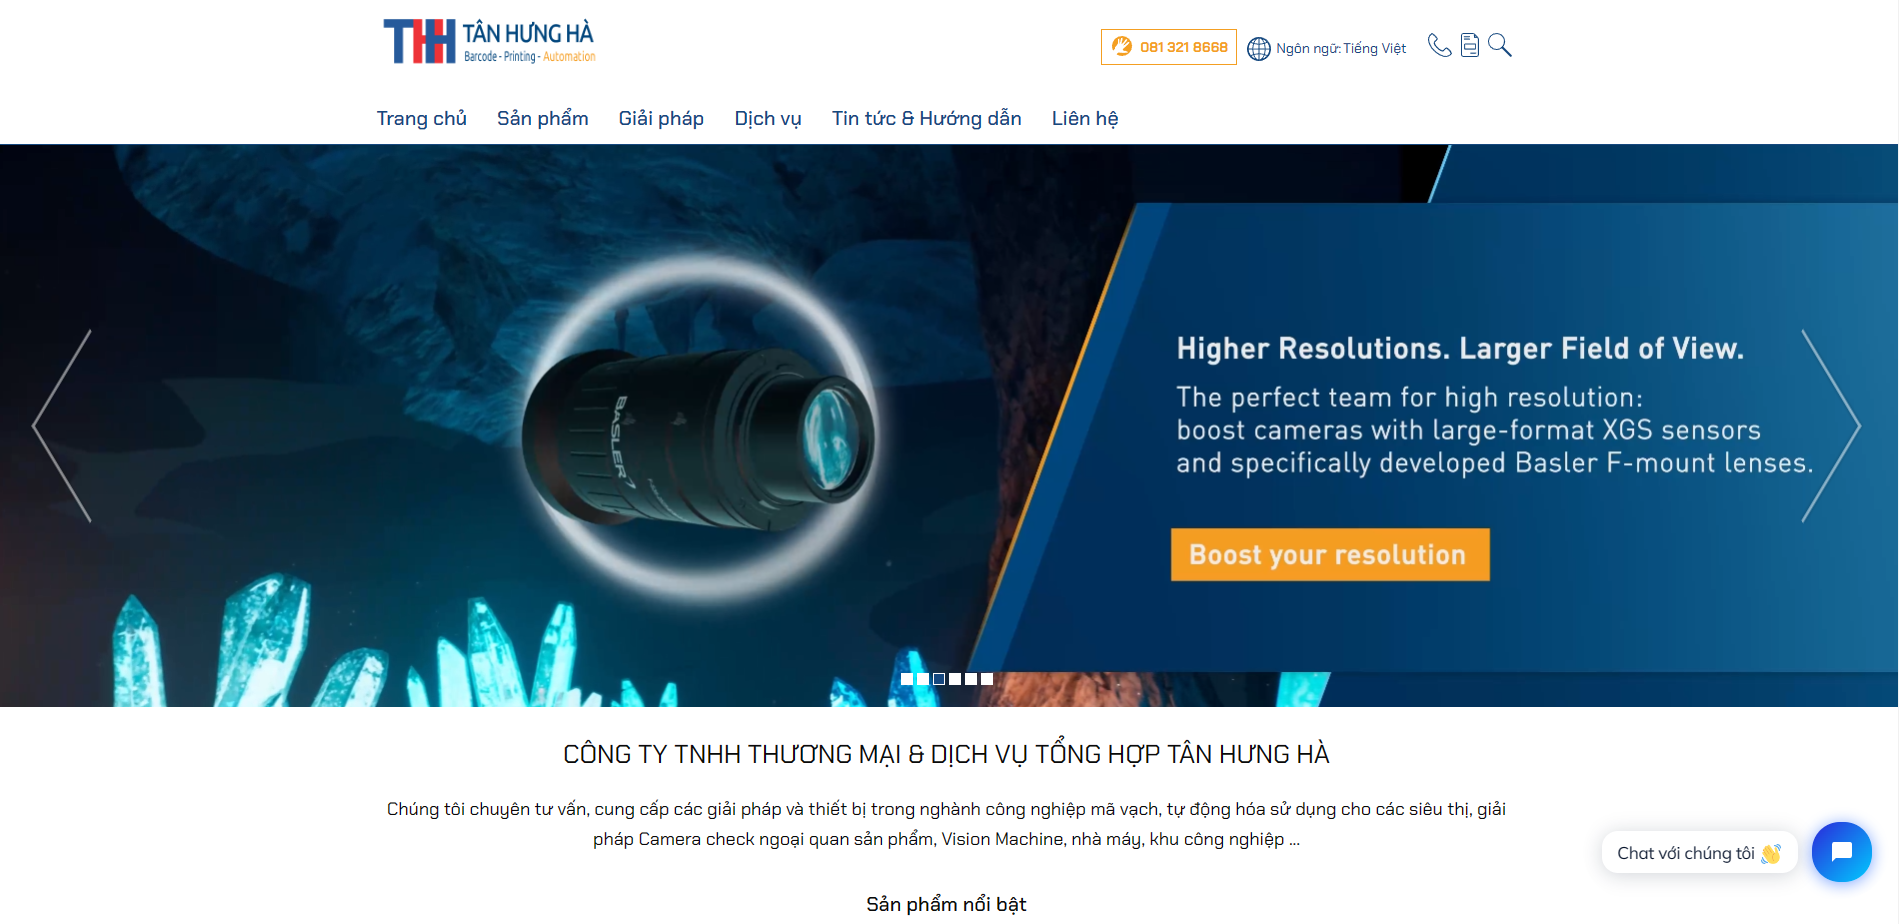 THH TÂN HƯNG HÀ
Barcode - Printing - Automation
081 321 8668
Ngôn ngữ: Tiếng Việt
Trang chủ
Sản phẩm
Giải pháp
Dịch vụ
Tin tức & Hướng dẫn
Liên hệ
BASLER
Higher Resolutions. Larger Field of View.
The perfect team for high resolution:
boost cameras with large-format XGS sensors
and specifically developed Basler F-mount lenses.
Boost your resolution
CÔNG TY TNHH THƯƠNG MẠI & DỊCH VỤ TỔNG HỢP TÂN HƯNG HÀ
Chúng tôi chuyên tư vấn, cung cấp các giải pháp và thiết bị trong nghành công nghiệp mã vạch, tự động hóa sử dụng cho các siêu thị, giải
pháp Camera check ngoại quan sản phẩm, Vision Machine, nhà máy, khu công nghiệp ...
Chat với chúng tôi 👋
Sản phẩm nổi bật